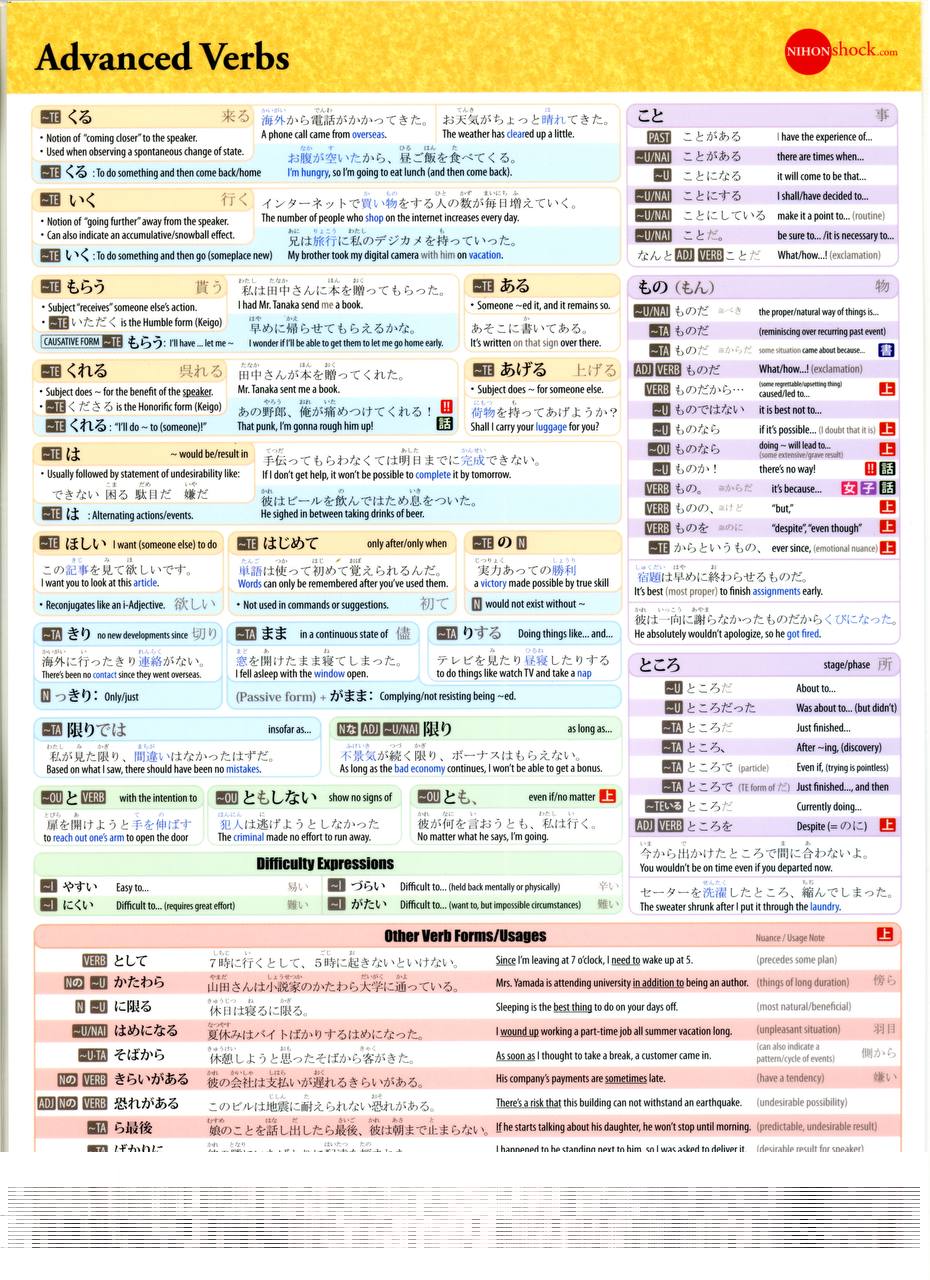 Advanced Verbs
NIHONshock.com
~TE くる 来る
• Notion of "coming closer" to the speaker.
• Used when observing a spontaneous change of state.
~TE くる : To do something and then come back/home
海外から電話がかかってきた。
A phone call came from overseas.
お天気がちょっと晴れてきた。
The weather has cleared up a little.
お腹が空いたから、昼ご飯を食べてくる。
I'm hungry, so I'm going to eat lunch (and then come back).
~TE いく 行く
• Notion of "going further" away from the speaker.
• Can also indicate an accumulative/snowball effect.
~TE いく : To do something and then go (someplace new)
インターネットで買い物をする人の数が毎日増えていく。
The number of people who shop on the internet increases every day.
兄は旅行に私のデジカメを持っていった。
My brother took my digital camera with him on vacation.
~TE もらう 貰う
• Subject "receives" someone else's action.
• ~TE いただく is the Humble form (Keigo)
CAUSATIVE FORM ~TE もらう: I'll have ... let me ~
私は田中さんに本を贈ってもらった。
I had Mr. Tanaka send me a book.
早めに帰らせてもらえるかな。
I wonder if I'll be able to get them to let me go home early.
~TE ある
• Someone ~ed it, and it remains so.
あそこに書いてある。
It's written on that sign over there.
~TE くれる 呉れる
• Subject does ~ for the benefit of the speaker.
• ~TE くださる is the Honorific form (Keigo)
~TE くれる : "I'll do ~ to (someone)!"
田中さんが本を贈ってくれた。
Mr. Tanaka sent me a book.
あの野郎、俺が痛めつけてくれる! !!
That punk, I'm gonna rough him up! 話
~TE あげる 上げる
• Subject does ~ for someone else.
荷物を持ってあげようか?
Shall I carry your luggage for you?
~TE は ~ would be/result in
• Usually followed by statement of undesirability like:
できない 困る 駄目だ 嫌だ
~TE は : Alternating actions/events.
手伝ってもらわなくては明日までに完成できない。
If I don't get help, it won't be possible to complete it by tomorrow.
彼はビールを飲んではため息をついた。
He sighed in between taking drinks of beer.
~TE ほしい I want (someone else) to do
この記事を見て欲しいです。
I want you to look at this article.
• Reconjugates like an i-Adjective. 欲しい
~TE はじめて only after/only when
単語は使って初めて覚えられるんだ。
Words can only be remembered after you've used them.
• Not used in commands or suggestions. 初て
~TE の N
実力あっての勝利
a victory made possible by true skill
N would not exist without ~
~TA きり no new developments since 切り
海外に行ったきり連絡がない。
There's been no contact since they went overseas.
N っきり: Only/just
~TA まま in a continuous state of 儘
窓を開けたまま寝てしまった。
I fell asleep with the window open.
(Passive form) + がまま: Complying/not resisting being ~ed.
~TA りする Doing things like... and...
テレビを見たり昼寝したりする
to do things like watch TV and take a nap
~TA 限りでは insofar as...
私が見た限り、間違いはなかったはずだ。
Based on what I saw, there should have been no mistakes.
Nな ADJ ~U/NAI 限り as long as...
不景気が続く限り、ボーナスはもらえない。
As long as the bad economy continues, I won't be able to get a bonus.
~OU と VERB with the intention to
扉を開けようと手を伸ばす
to reach out one's arm to open the door
~OU ともしない show no signs of
犯人は逃げようとしなかった
The criminal made no effort to run away.
~OU とも、 even if/no matter 上
彼が何を言おうとも、私は行く。
No matter what he says, I'm going.
Difficulty Expressions
~I やすい Easy to... 易い
~I づらい Difficult to... (held back mentally or physically) 辛い
~I にくい Difficult to... (requires great effort) 難い
~I がたい Difficult to... (want to, but impossible circumstances) 難い
こと 事
PAST ことがある I have the experience of...
~U/NAI ことがある there are times when...
~U ことになる it will come to be that...
~U/NAI ことにする I shall/have decided to...
~U/NAI ことにしている make it a point to... (routine)
~U/NAI ことだ。 be sure to... /it is necessary to...
なんと ADJ VERB ことだ What/how...! (exclamation)
もの (もん) 物
~U/NAI ものだ ≅べき the proper/natural way of things is...
~TA ものだ (reminiscing over recurring past event)
~TA ものだ ≅からだ some situation came about because... 書
ADJ VERB ものだ What/how...! (exclamation)
VERB ものだから… (some regrettable/upsetting thing) caused/led to... 上
~U ものではない it is best not to...
~U ものなら if it's possible... (I doubt that it is) 上
~OU ものなら doing ~ will lead to... (some extensive/grave result) 上
~U ものか! there's no way! !! 話
VERB もの。 ≅からだ it's because... 女 子 話
VERB ものの、≅けど "but," 上
VERB ものを ≅のに "despite", "even though" 上
~TE からというもの、 ever since, (emotional nuance) 上
宿題は早めに終わらせるものだ。
It's best (most proper) to finish assignments early.
彼は一向に謝らなかったものだからくびになった。
He absolutely wouldn't apologize, so he got fired.
ところ stage/phase 所
~U ところだ About to...
~U ところだった Was about to... (but didn't)
~TA ところだ Just finished...
~TA ところ、 After ~ing, (discovery)
~TA ところで (particle) Even if, (trying is pointless)
~TA ところで (TE form of だ) Just finished..., and then
~TEいる ところだ Currently doing...
ADJ VERB ところを Despite (= のに) 上
今から出かけたところで間に合わないよ。
You wouldn't be on time even if you departed now.
セーターを洗濯したところ、縮んでしまった。
The sweater shrunk after I put it through the laundry.
Other Verb Forms/Usages Nuance / Usage Note 上
VERB として 7時に行くとして、5時に起きないといけない。 Since I'm leaving at 7 o'clock, I need to wake up at 5. (precedes some plan)
Nの ~U かたわら 山田さんは小説家のかたわら大学に通っている。 Mrs. Yamada is attending university in addition to being an author. (things of long duration) 傍ら
N ~U に限る 休日は寝るに限る。 Sleeping is the best thing to do on your days off. (most natural/beneficial)
~U/NAI はめになる 夏休みはバイトばかりするはめになった。 I wound up working a part-time job all summer vacation long. (unpleasant situation) 羽目
~U·TA そばから 休憩しようと思ったそばから客がきた。 As soon as I thought to take a break, a customer came in. (can also indicate a pattern/cycle of events) 側から
Nの VERB きらいがある 彼の会社は支払いが遅れるきらいがある。 His company's payments are sometimes late. (have a tendency) 嫌い
ADJ Nの VERB 恐れがある このビルは地震に耐えられない恐れがある。 There's a risk that this building can not withstand an earthquake. (undesirable possibility)
~TA ら最後 娘のことを話し出したら最後、彼は朝まで止まらない。 If he starts talking about his daughter, he won't stop until morning. (predictable, undesirable result)
~TA ばかりに I happened to be standing next to him, so I was asked to deliver it. (desirable result for speaker)